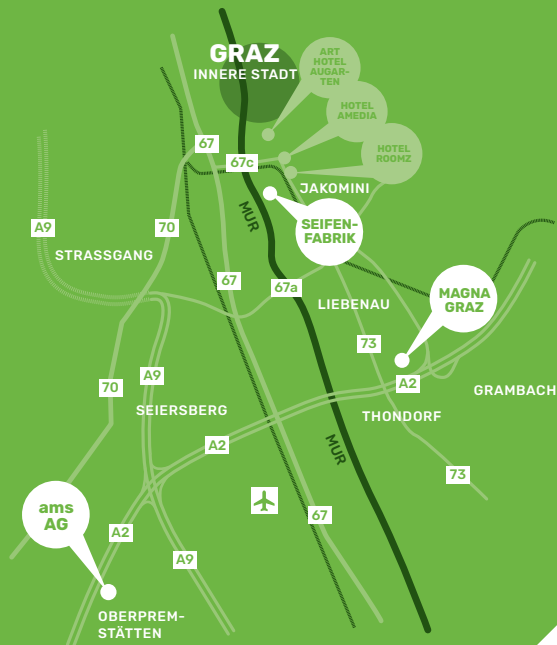 GRAZ
INNERE STADT
ART
HOTEL
AUGAR-
TEN
HOTEL
AMEDIA
HOTEL
ROOMZ
67
67c
JAKOMINI
A9
70
MUR
SEIFEN-
FABRIK
STRASSGANG
67
67a
LIEBENAU
MAGNA
GRAZ
73
A9
A2
70
GRAMBACH
SEIERSBERG
THONDORF
A2
MUR
73
ams
AG
67
A2
A9
OBERPREM-
STÄTTEN